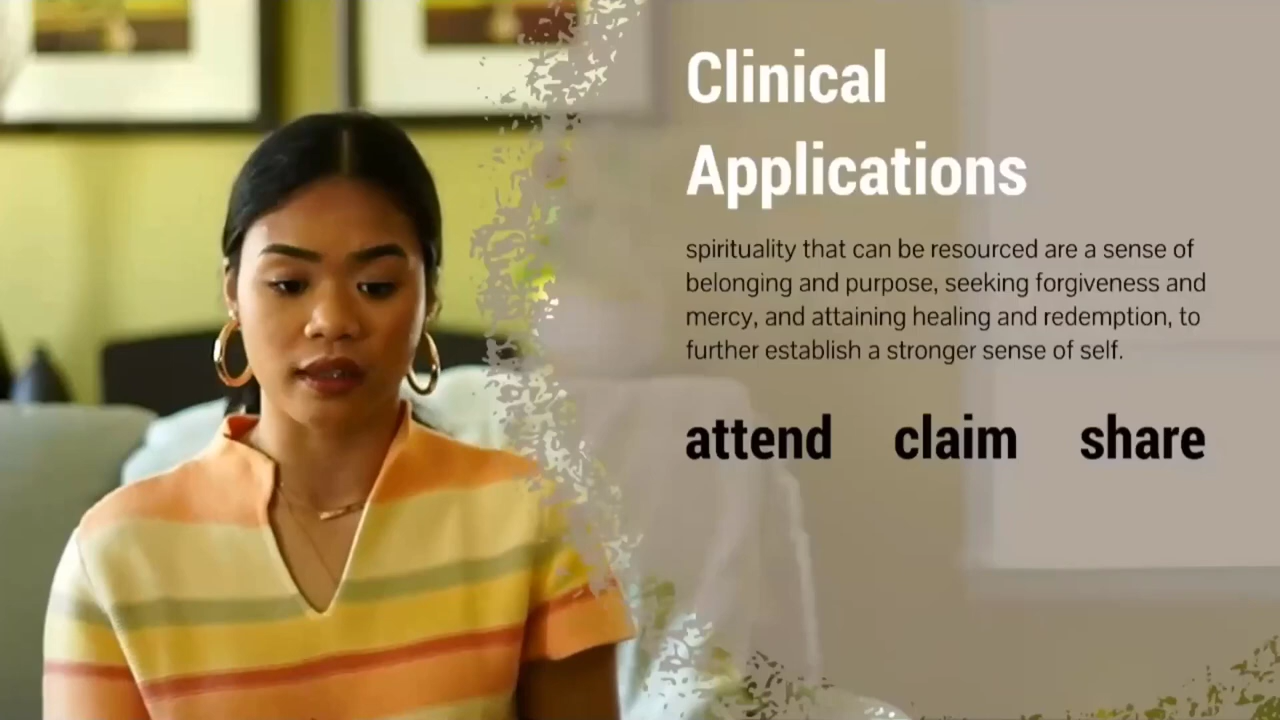 Clinical
Applications
spirituality that can be resourced are a sense of
belonging and purpose, seeking forgiveness and
mercy, and attaining healing and redemption, to
further establish a stronger sense of self.
attend claim share